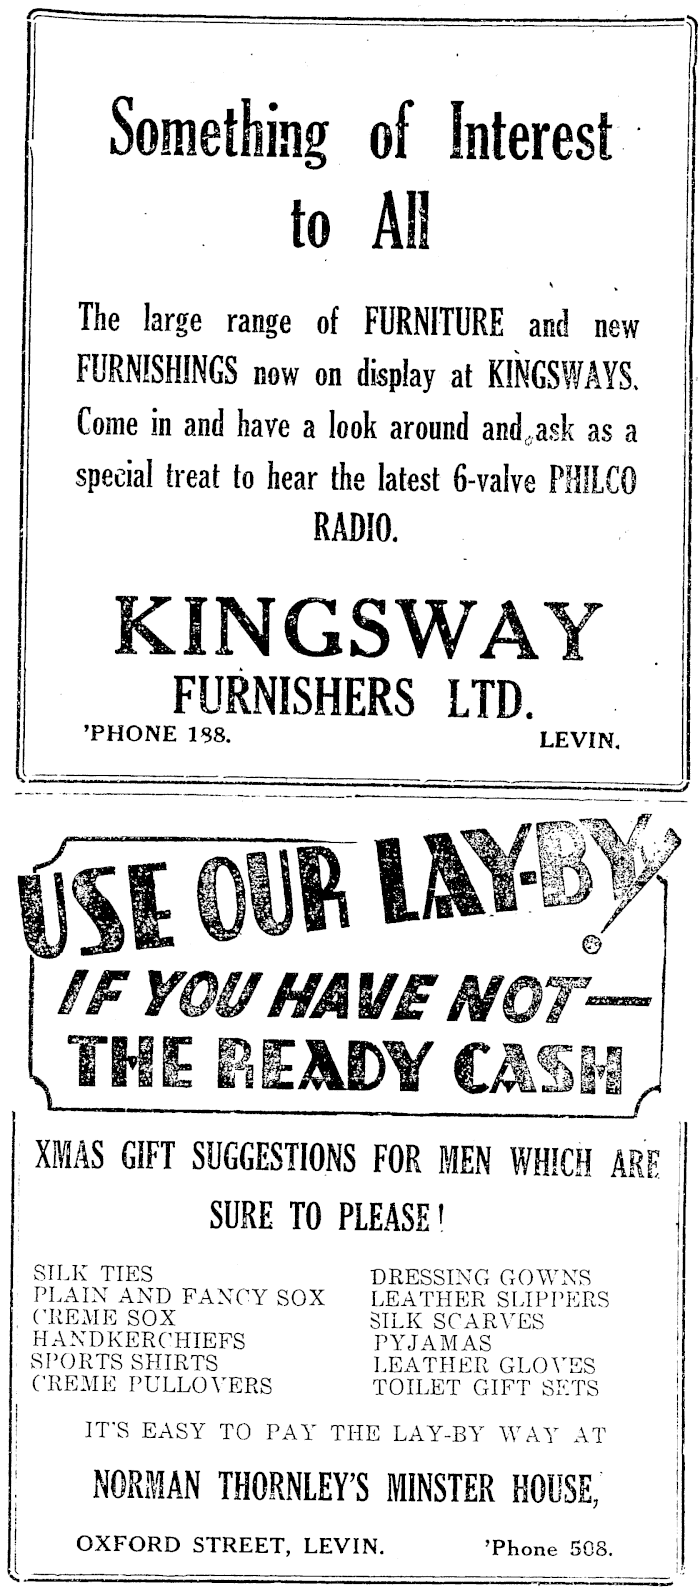 Something of Interest
to All
The large range of FURNITURE and new
FURNISHINGS now on display at KINGSWAYS.
Come in and have a look around and ask as a
special treat to hear the latest 6-valve PHILCO
RADIO.
KINGSWAY
FURNISHERS LTD.
'PHONE 188.
LEVIN.
USE OUR LAY-BY!
IF YOU HAVE NOT—
THE READY CASH
XMAS GIFT SUGGESTIONS FOR MEN WHICH ARE
SURE TO PLEASE!
SILK TIES
PLAIN AND FANCY SOX
CREME SOX
HANDKERCHIEFS
SPORTS SHIRTS
CREME PULLOVERS
DRESSING GOWNS
LEATHER SLIPPERS
SILK SCARVES
PYJAMAS
LEATHER GLOVES
TOILET GIFT SETS
IT'S EASY TO PAY THE LAY-BY WAY AT
NORMAN THORNLEY'S MINSTER HOUSE,
OXFORD STREET, LEVIN.
'Phone 508.